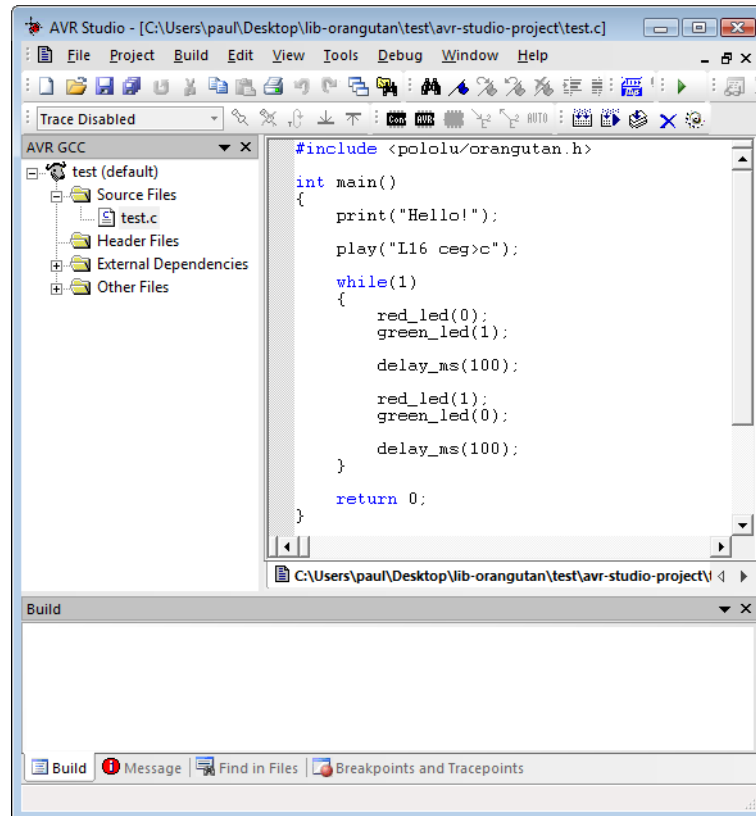 AVR Studio - [C:\Users\paul\Desktop\lib-orangutan\test\avr-studio-project\test.c]
File Project Build Edit View Tools Debug Window Help
Trace Disabled
Con AVR AUTO
AVR GCC
test (default)
Source Files
test.c
Header Files
External Dependencies
Other Files
#include <pololu/orangutan.h>
int main()
{
print("Hello!");
play("L16 ceg>c");
while(1)
{
red_led(0);
green_led(1);
delay_ms(100);
red_led(1);
green_led(0);
delay_ms(100);
}
return 0;
}
C:\Users\paul\Desktop\lib-orangutan\test\avr-studio-project\t
Build
Build Message Find in Files Breakpoints and Tracepoints